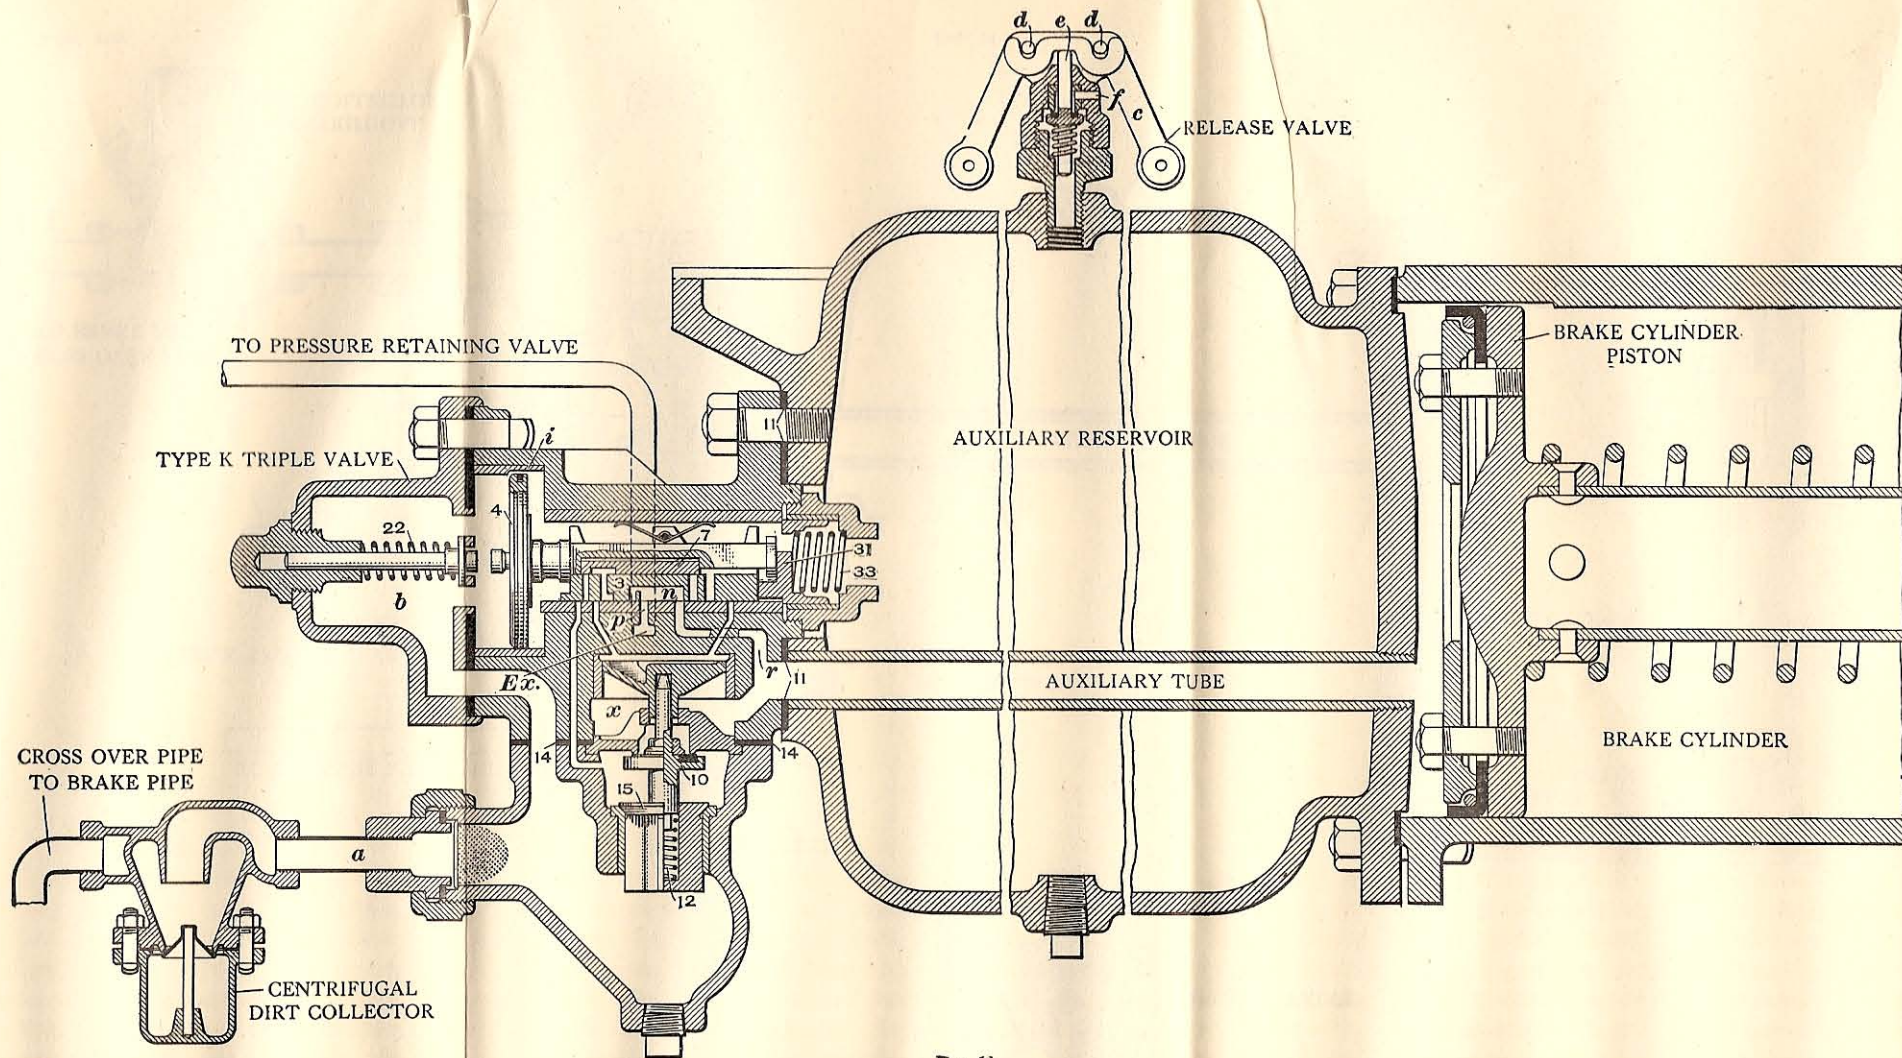 d e d
f
c
RELEASE VALVE
TO PRESSURE RETAINING VALVE
BRAKE CYLINDER
PISTON
11
AUXILIARY RESERVOIR
i
TYPE K TRIPLE VALVE
4
22
7
31
33
3
n
b
p
r
Ex.
11
AUXILIARY TUBE
x
14
14
10
BRAKE CYLINDER
CROSS OVER PIPE
TO BRAKE PIPE
15
a
12
CENTRIFUGAL
DIRT COLLECTOR